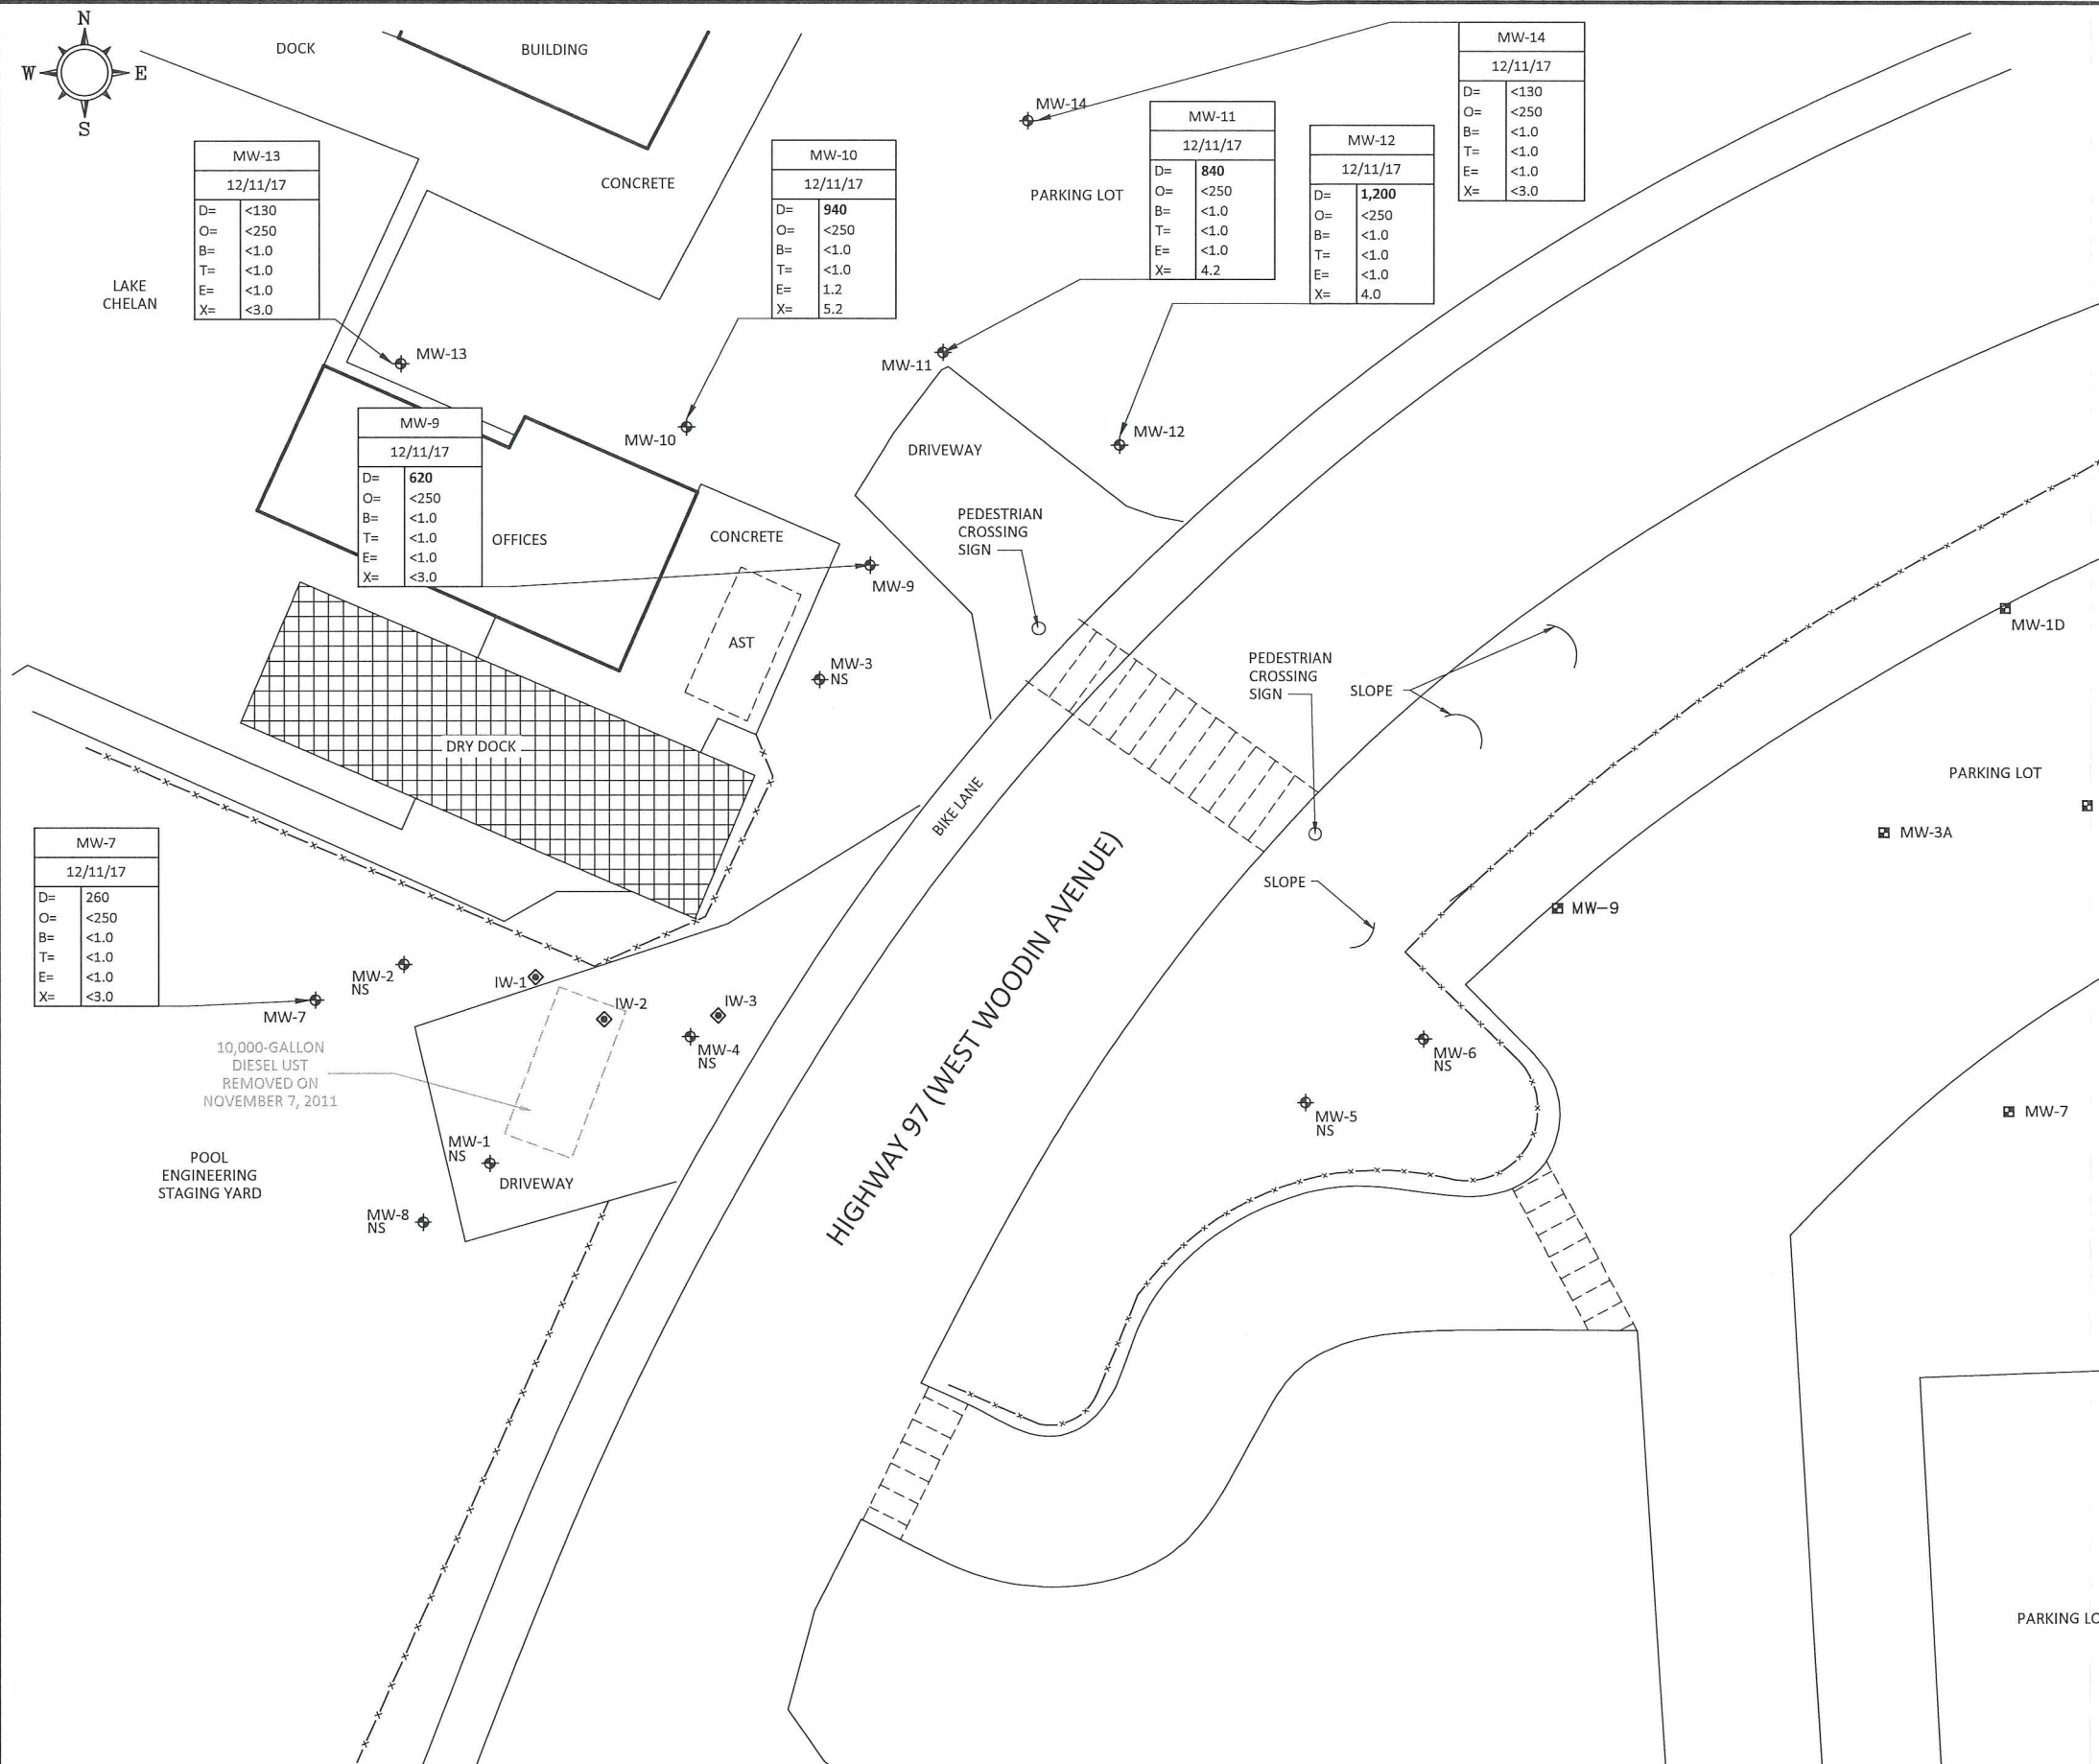 N
W E
S
DOCK
BUILDING
CONCRETE
LAKE
CHELAN
MW-13
12/11/17
D= <130
O= <250
B= <1.0
T= <1.0
E= <1.0
X= <3.0
MW-13
MW-10
12/11/17
D= 940
O= <250
B= <1.0
T= <1.0
E= 1.2
X= 5.2
MW-10
MW-14
PARKING LOT
MW-11
12/11/17
D= 840
O= <250
B= <1.0
T= <1.0
E= <1.0
X= 4.2
MW-11
MW-12
12/11/17
D= 1,200
O= <250
B= <1.0
T= <1.0
E= <1.0
X= 4.0
MW-12
MW-14
12/11/17
D= <130
O= <250
B= <1.0
T= <1.0
E= <1.0
X= <3.0
MW-9
12/11/17
D= 620
O= <250
B= <1.0
T= <1.0
E= <1.0
X= <3.0
OFFICES
CONCRETE
DRIVEWAY
PEDESTRIAN
CROSSING
SIGN
MW-9
AST
MW-3
NS
DRY DOCK
PEDESTRIAN
CROSSING
SIGN
SLOPE
MW-1D
PARKING LOT
MW-3A
BIKE LANE
SLOPE
MW-9
HIGHWAY 97 (WEST WOODIN AVENUE)
MW-7
12/11/17
D= 260
O= <250
B= <1.0
T= <1.0
E= <1.0
X= <3.0
MW-2
NS
MW-7
IW-1
IW-2
IW-3
MW-4
NS
10,000-GALLON
DIESEL UST
REMOVED ON
NOVEMBER 7, 2011
MW-6
NS
MW-5
NS
MW-7
MW-1
NS
DRIVEWAY
POOL
ENGINEERING
STAGING YARD
MW-8
NS
PARKING LO